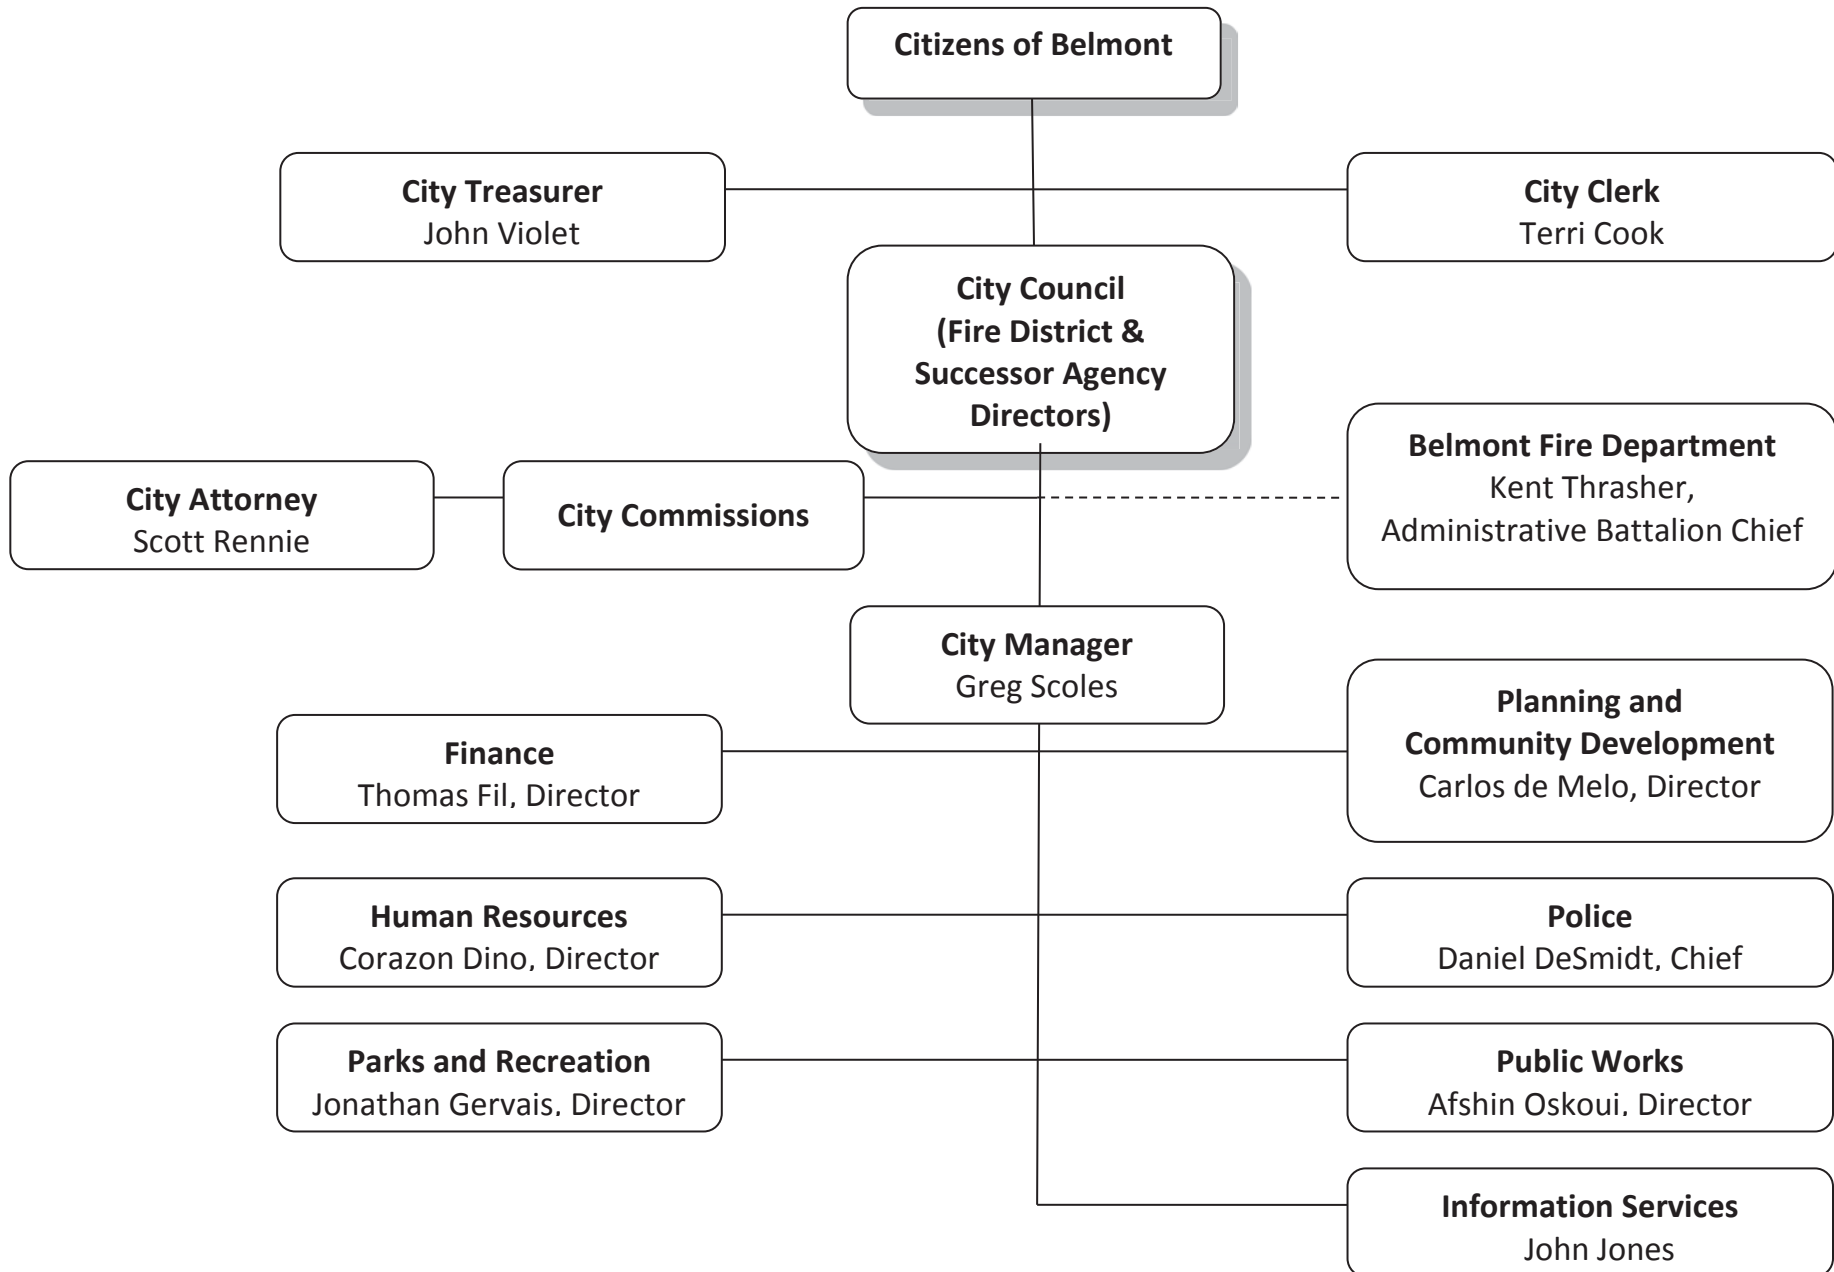 Citizens of Belmont
City Treasurer
John Violet
City Clerk
Terri Cook
City Council
(Fire District &
Successor Agency
Directors)
Belmont Fire Department
Kent Thrasher,
Administrative Battalion Chief
City Attorney
Scott Rennie
City Commissions
City Manager
Greg Scoles
Planning and
Community Development
Carlos de Melo, Director
Finance
Thomas Fil, Director
Human Resources
Corazon Dino, Director
Police
Daniel DeSmidt, Chief
Parks and Recreation
Jonathan Gervais, Director
Public Works
Afshin Oskoui, Director
Information Services
John Jones